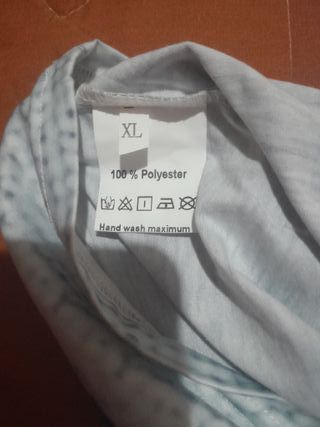 XL
100 % Polyester
Hand wash maximum